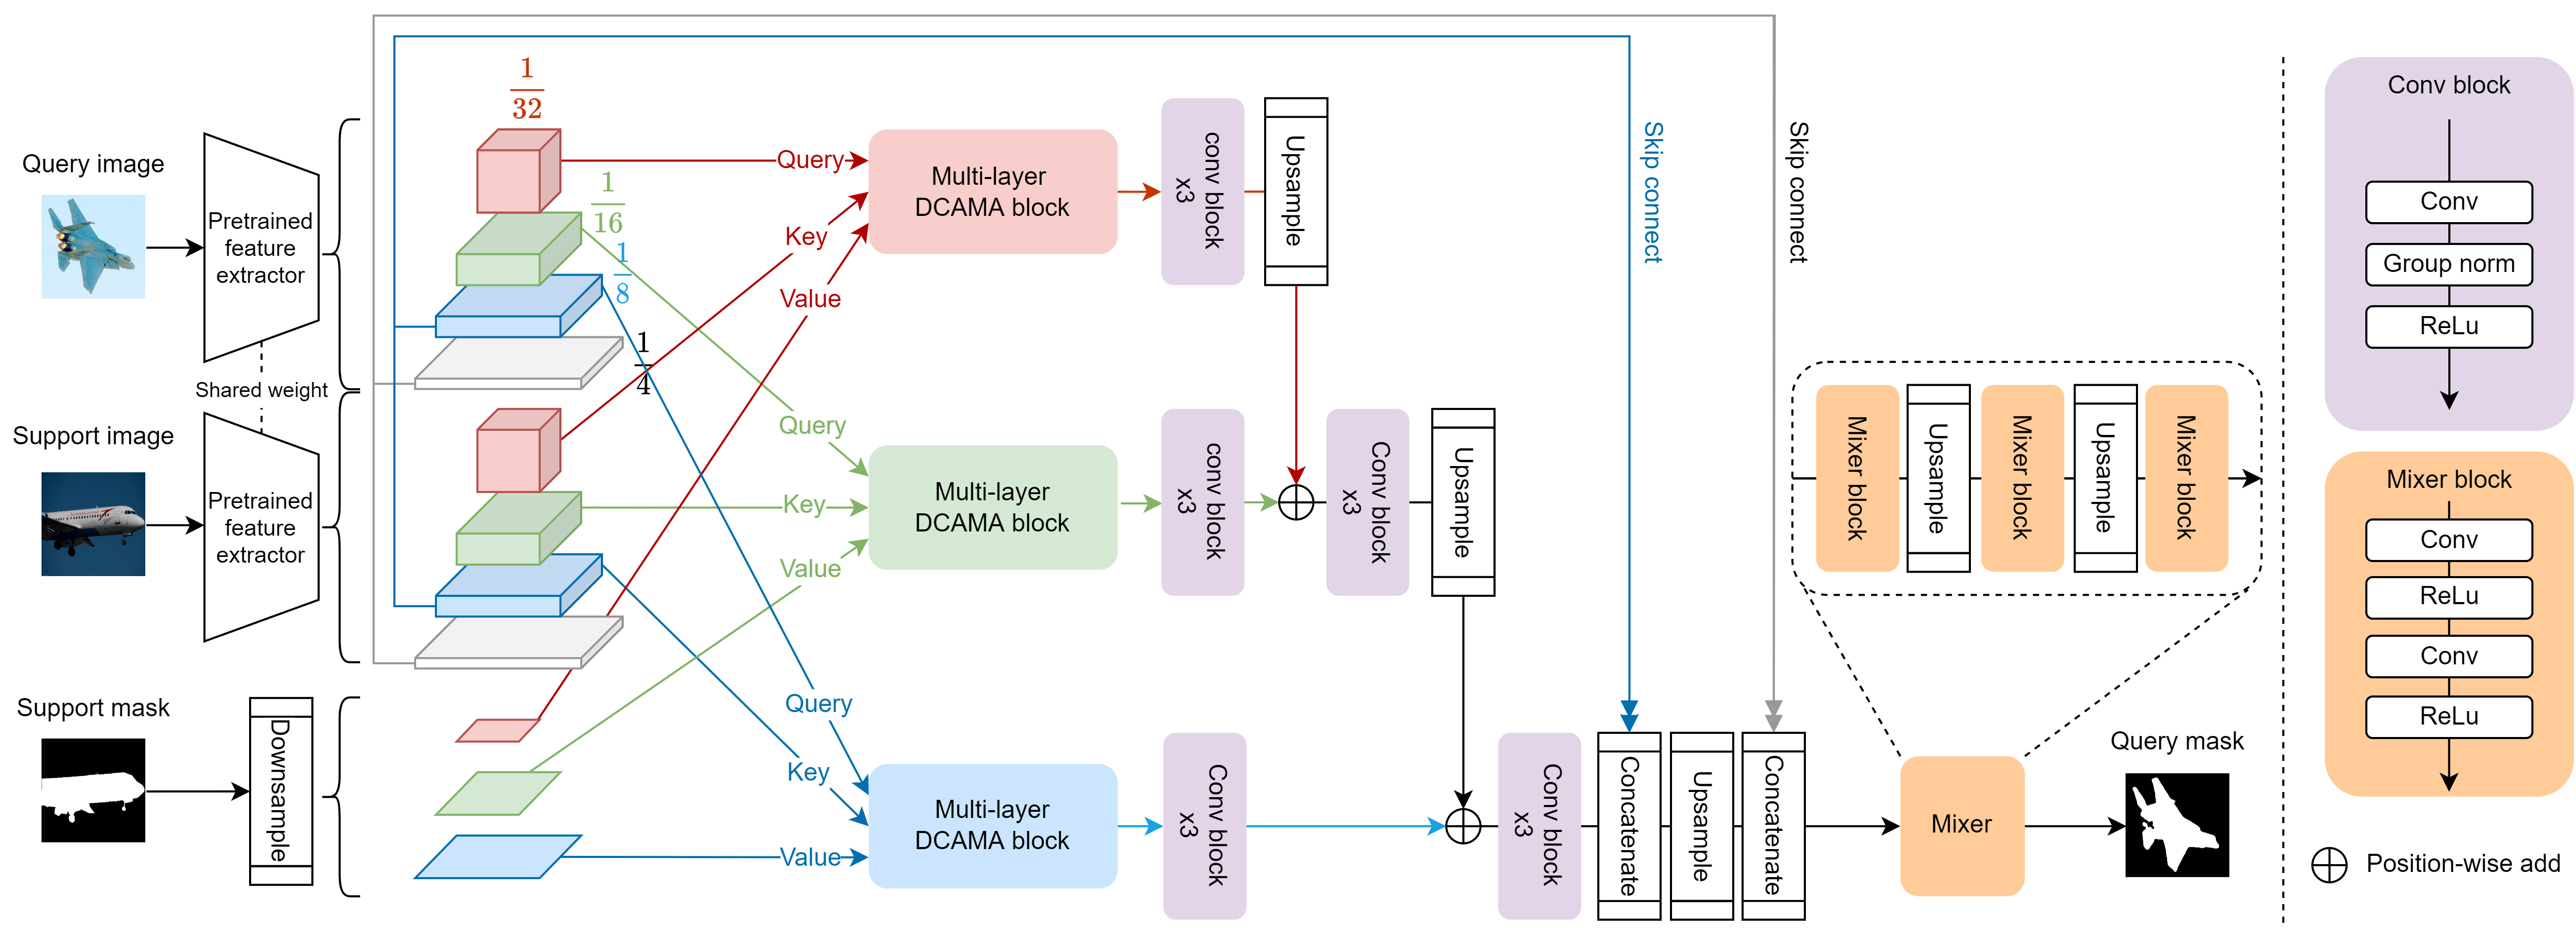 Query image
Pretrained
feature
extractor
Shared weight
Support image
Pretrained
feature
extractor
Support mask
Downsample
1
32
1
16
1
8
1
4
Query
Key
Value
Multi-layer
DCAMA block
conv block
x3
Upsample
Query
Key
Value
Multi-layer
DCAMA block
conv block
x3
Conv block
x3
Upsample
Query
Key
Value
Multi-layer
DCAMA block
Conv block
x3
Conv block
x3
Concatenate
Upsample
Concatenate
Skip connect
Skip connect
Mixer block
Upsample
Mixer block
Upsample
Mixer block
Mixer
Query mask
Conv block
Conv
Group norm
ReLu
Mixer block
Conv
ReLu
Conv
ReLu
Position-wise add